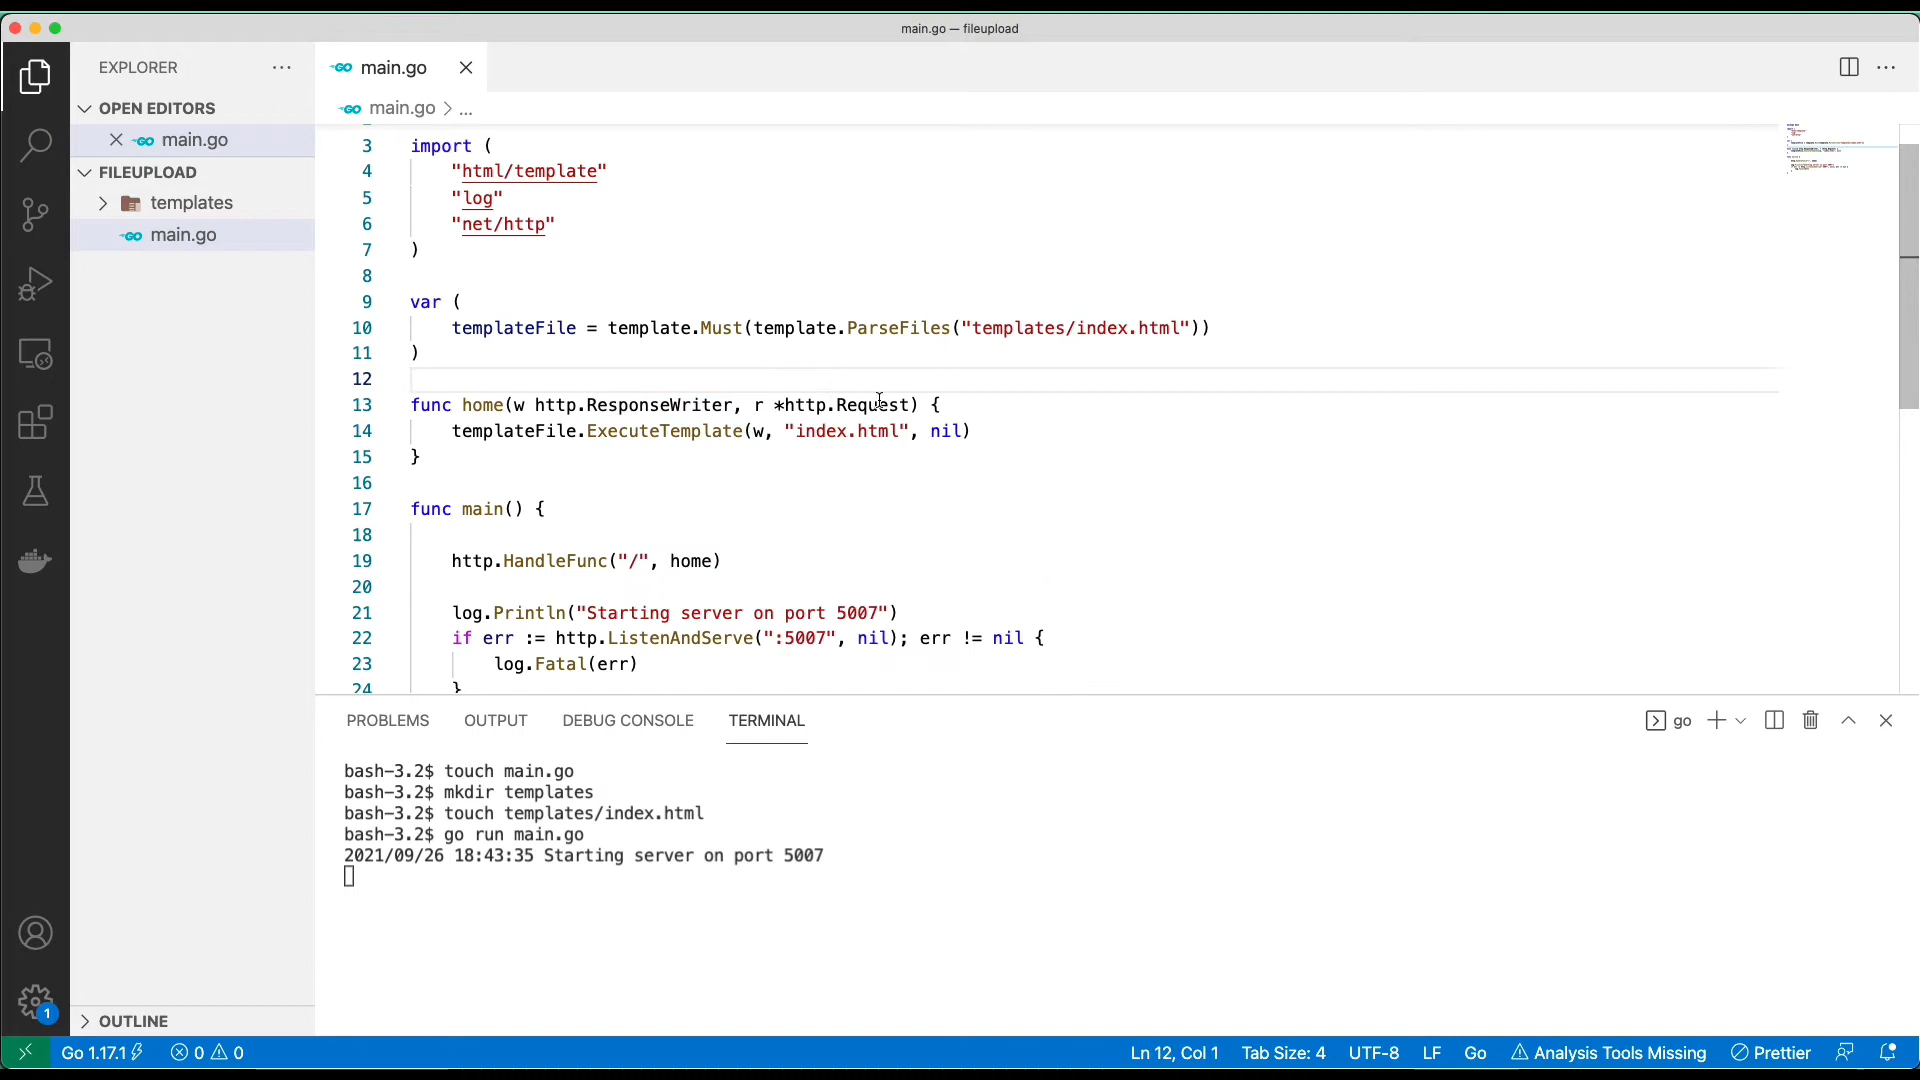 main.go — fileupload
EXPLORER
OPEN EDITORS
main.go
FILEUPLOAD
templates
main.go
OUTLINE
main.go
main.go > ...
3 import (
4 "html/template"
5 "log"
6 "net/http"
7 )
8
9 var (
10 templateFile = template.Must(template.ParseFiles("templates/index.html"))
11 )
12
13 func home(w http.ResponseWriter, r *http.Request) {
14 templateFile.ExecuteTemplate(w, "index.html", nil)
15 }
16
17 func main() {
18
19 http.HandleFunc("/", home)
20
21 log.Println("Starting server on port 5007")
22 if err := http.ListenAndServe(":5007", nil); err != nil {
23 log.Fatal(err)
24 }
PROBLEMS OUTPUT DEBUG CONSOLE TERMINAL
go
bash-3.2$ touch main.go
bash-3.2$ mkdir templates
bash-3.2$ touch templates/index.html
bash-3.2$ go run main.go
2021/09/26 18:43:35 Starting server on port 5007
1
Go 1.17.1 0 0 Ln 12, Col 1 Tab Size: 4 UTF-8 LF Go Analysis Tools Missing Prettier